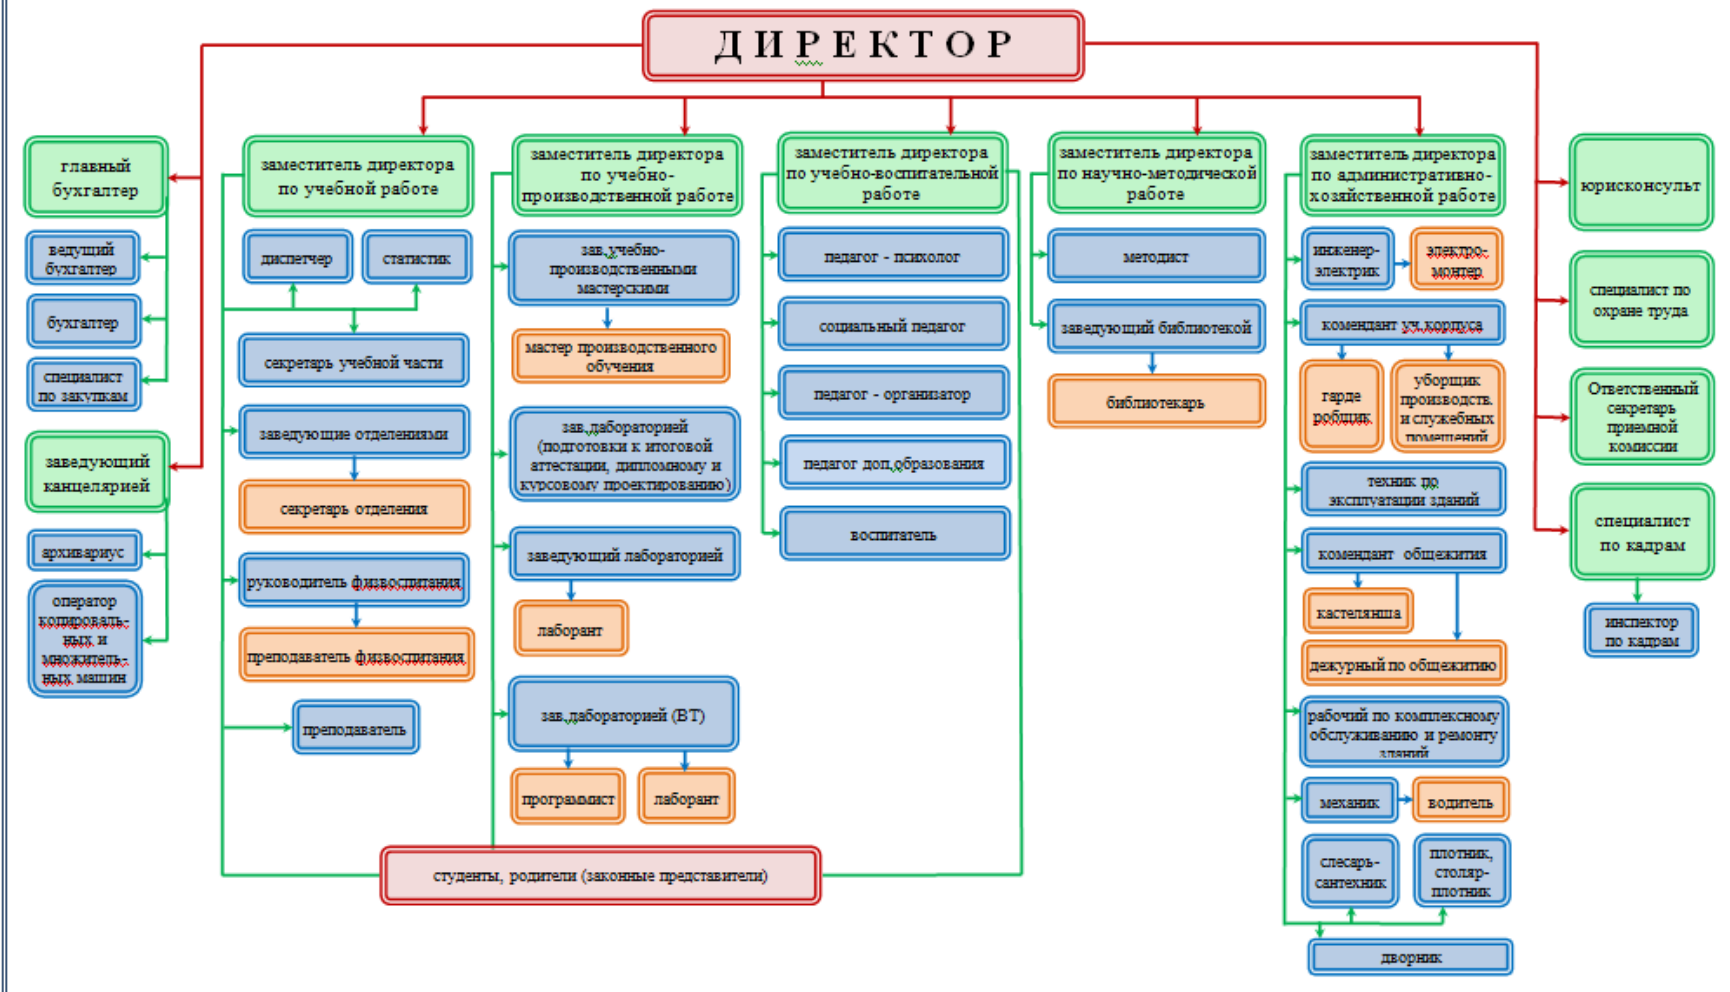 ДИРЕКТОР
главный
бухгалтер
ведущий
бухгалтер
бухгалтер
специалист
по закупкам
заведующий
канцелярией
архивариус
оператор
копироваль-
ных и
множитель-
ных машин
заместитель директора
по учебной работе
диспетчер
статистик
секретарь учебной части
заведующие отделениями
секретарь отделения
руководитель физвоспитания
преподаватель физвоспитания
преподаватель
заместитель директора
по учебно-
производственной работе
зав.учебно-
производственными
мастерскими
мастер производственного
обучения
зав.лабораторией
(подготовки к итоговой
аттестации, дипломному и
курсовому проектированию)
заведующий лабораторией
лаборант
зав.лабораторией (ВТ)
программист
лаборант
студенты, родители (законные представители)
заместитель директора
по учебно-воспитательной
работе
педагог - психолог
социальный педагог
педагог - организатор
педагог доп.образования
воспитатель
заместитель директора
по научно-методической
работе
методист
заведующий библиотекой
библиотекарь
заместитель директора
по административно-
хозяйственной работе
инженер-
электрик
электро-
монтер
комендант уч.корпуса
гарде
робщик
уборщик
производств.
и служебных
помещений
техник по
эксплуатации зданий
комендант общежития
кастелянша
дежурный по общежитию
рабочий по комплексному
обслуживанию и ремонту
зданий
механик
водитель
слесарь-
сантехник
плотник,
столяр-
плотник
дворник
юрисконсульт
специалист по
охране труда
Ответственный
секретарь
приемной
комиссии
специалист
по кадрам
инспектор
по кадрам